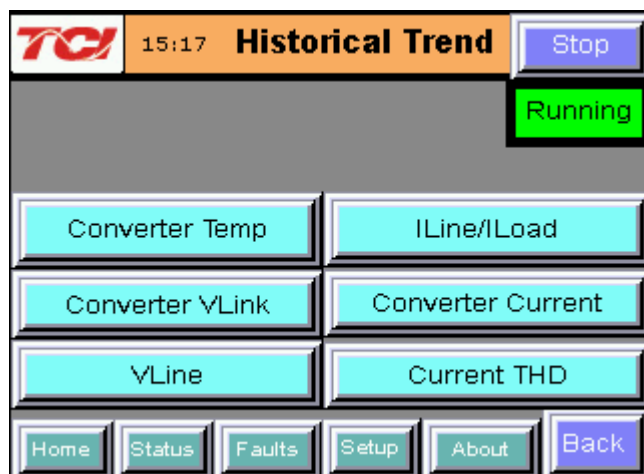 TCI 15:17 Historical Trend Stop
Running
Converter Temp ILine/ILoad
Converter VLink Converter Current
VLine Current THD
Home Status Faults Setup About Back